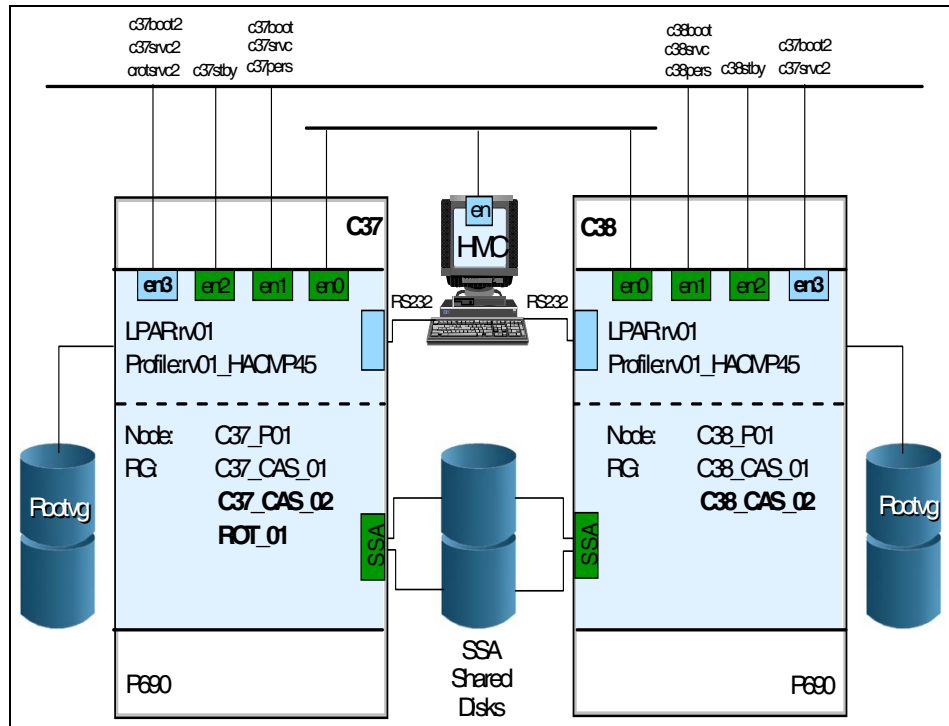 c37boot2
c37srvc2
crotsrvc2
c37stby
c37boot
c37srvc
c37pers
c38boot
c38srvc
c38pers
c38stby
c37boot2
c37srvc2
C37
en
HMC
C38
en3
en2
en1
en0
en0
en1
en2
en3
RS232
RS232
LPAR:rv01
Profile:rv01_HACMP45
LPAR:rv01
Profile:rv01_HACMP45
Node: C37_P01
RG: C37_CAS_01
C37_CAS_02
ROT_01
Node: C38_P01
RG: C38_CAS_01
C38_CAS_02
Rootvg
Rootvg
SSA
SSA
SSA
Shared
Disks
P690
P690